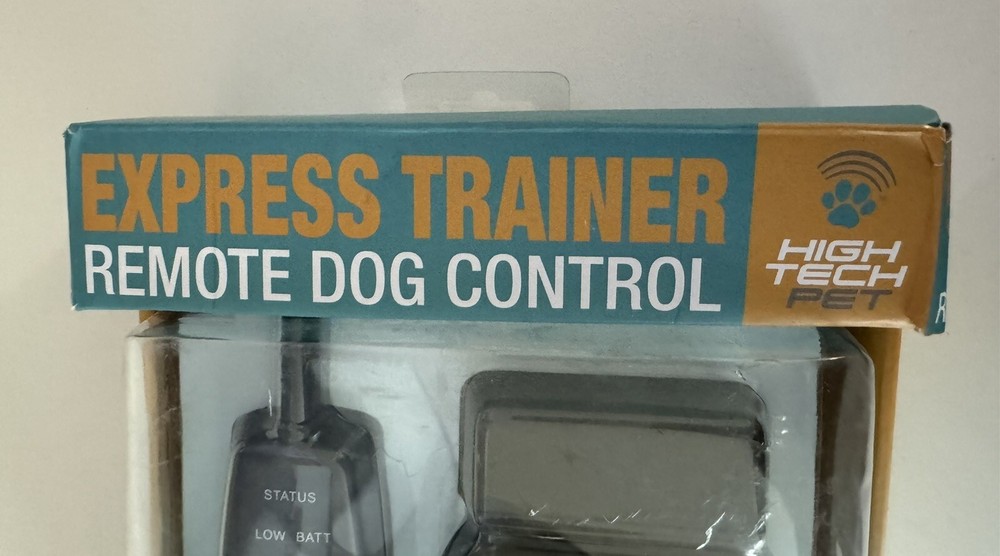 EXPRESS TRAINER
REMOTE DOG CONTROL
HIGH
TECH
PET
R
STATUS
LOW BATT